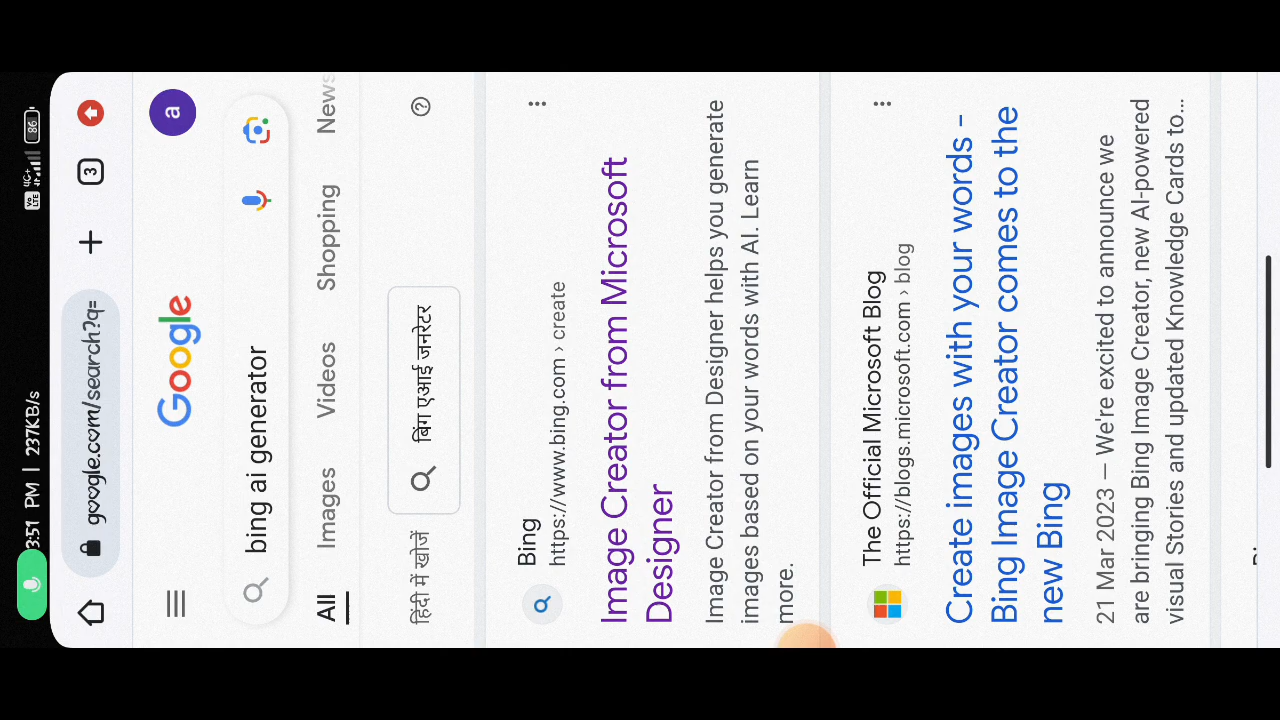 3:51 PM | 237KB/s
VO LTE 4G+ 86
google.com/search?q=
3
Google
a
bing ai generator
All Images Videos Shopping News
हिंदी में खोजें बिंग एआई जनरेटर
Bing
https://www.bing.com › create
Image Creator from Microsoft
Designer
Image Creator from Designer helps you generate
images based on your words with AI. Learn
more.
The Official Microsoft Blog
https://blogs.microsoft.com › blog
Create images with your words -
Bing Image Creator comes to the
new Bing
21 Mar 2023 — We're excited to announce we
are bringing Bing Image Creator, new AI-powered
visual Stories and updated Knowledge Cards to...